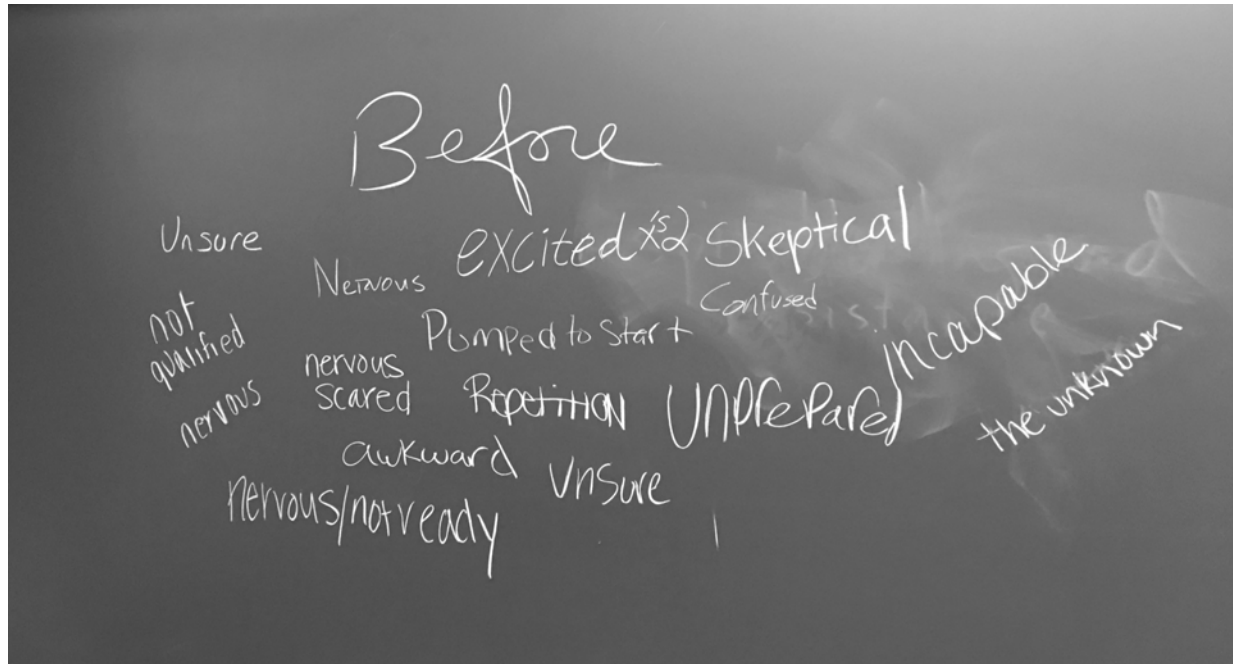 Before
Unsure
excited x's2
Skeptical
Nervous
Confused
not
qualified
Pumped to start
incapable
nervous
scared
nervous
Repetition
Unprepared
the unknown
awkward
Unsure
nervous/not ready